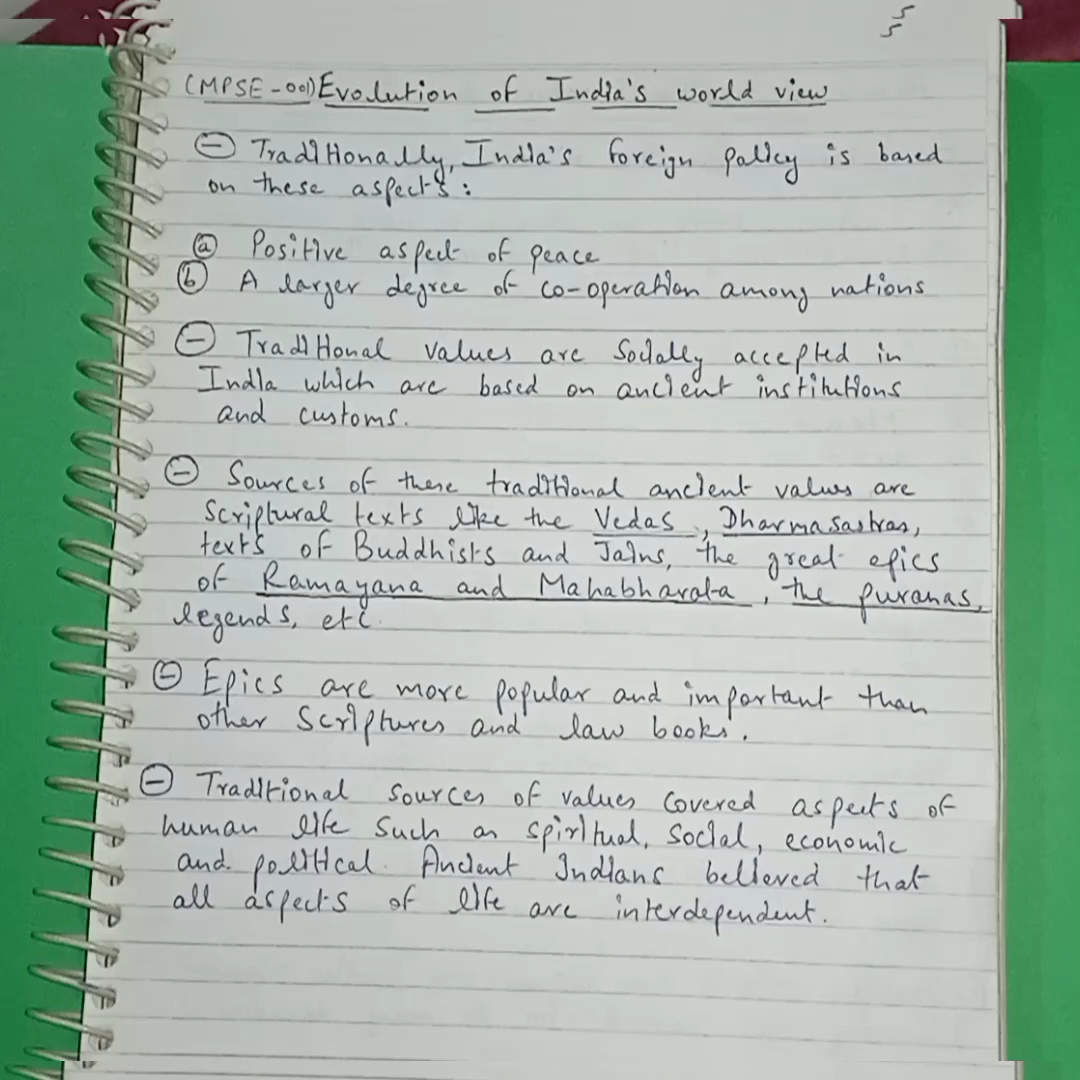 (MPSE-001) Evolution of India's world view
⊖ Traditionally, India's foreign policy is based
on these aspects:
ⓐ Positive aspect of peace
ⓑ A larger degree of co-operation among nations
⊖ Traditional values are socially accepted in
India which are based on ancient institutions
and customs.
⊖ Sources of these traditional ancient values are
scriptural texts like the Vedas, Dharmasastras,
texts of Buddhists and Jains, the great epics
of Ramayana and Mahabharata, the puranas,
legends, etc.
⊖ Epics are more popular and important than
other scriptures and law books.
⊖ Traditional sources of values covered aspects of
human life such as spiritual, social, economic
and political. Ancient Indians believed that
all aspects of life are interdependent.